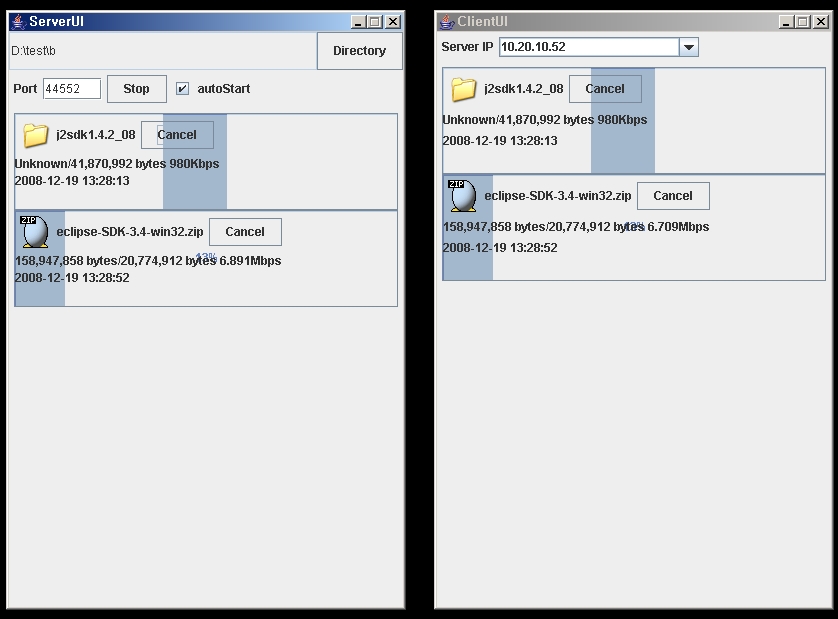 ServerUI
D:\test\b
Directory
Port 44552 Stop autoStart
j2sdk1.4.2_08 Cancel
Unknown/41,870,992 bytes 980Kbps
2008-12-19 13:28:13
ZIP
eclipse-SDK-3.4-win32.zip Cancel
158,947,858 bytes/20,774,912 bytes 6.891Mbps
13%
2008-12-19 13:28:52
ClientUI
Server IP 10.20.10.52
j2sdk1.4.2_08 Cancel
Unknown/41,870,992 bytes 980Kbps
2008-12-19 13:28:13
ZIP
eclipse-SDK-3.4-win32.zip Cancel
158,947,858 bytes/20,774,912 bytes 6.709Mbps
2008-12-19 13:28:52